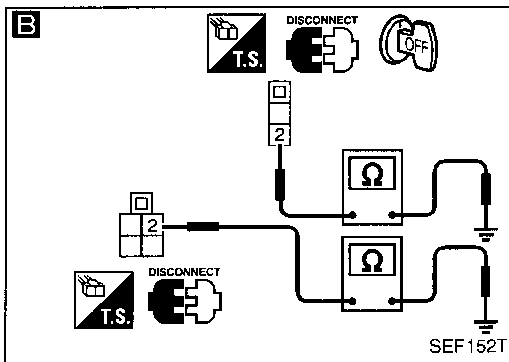 B
DISCONNECT
T.S.
OFF
2
Ω
2
Ω
DISCONNECT
T.S.
SEF152T